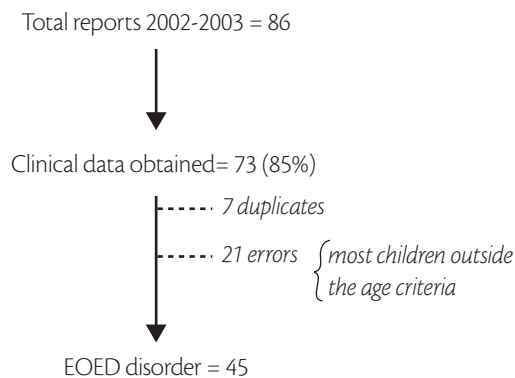 Total reports 2002-2003 = 86
Clinical data obtained= 73 (85%)
7 duplicates
21 errors
most children outside
the age criteria
EOED disorder = 45